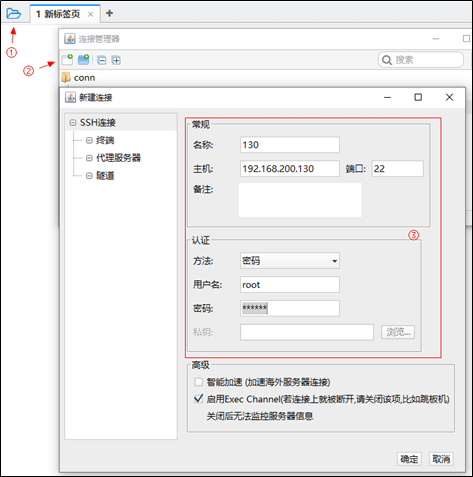 1 新标签页
+
①
连接管理器
②
搜索
conn
新建连接
SSH连接
终端
代理服务器
隧道
常规
名称: 130
主机: 192.168.200.130 端口: 22
备注:
③
认证
方法: 密码
用户名: root
密码: ******
私钥: 浏览...
高级
智能加速 (加速海外服务器连接)
启用Exec Channel(若连接上就被断开,请关闭该项,比如跳板机)
关闭后无法监控服务器信息
确定 取消